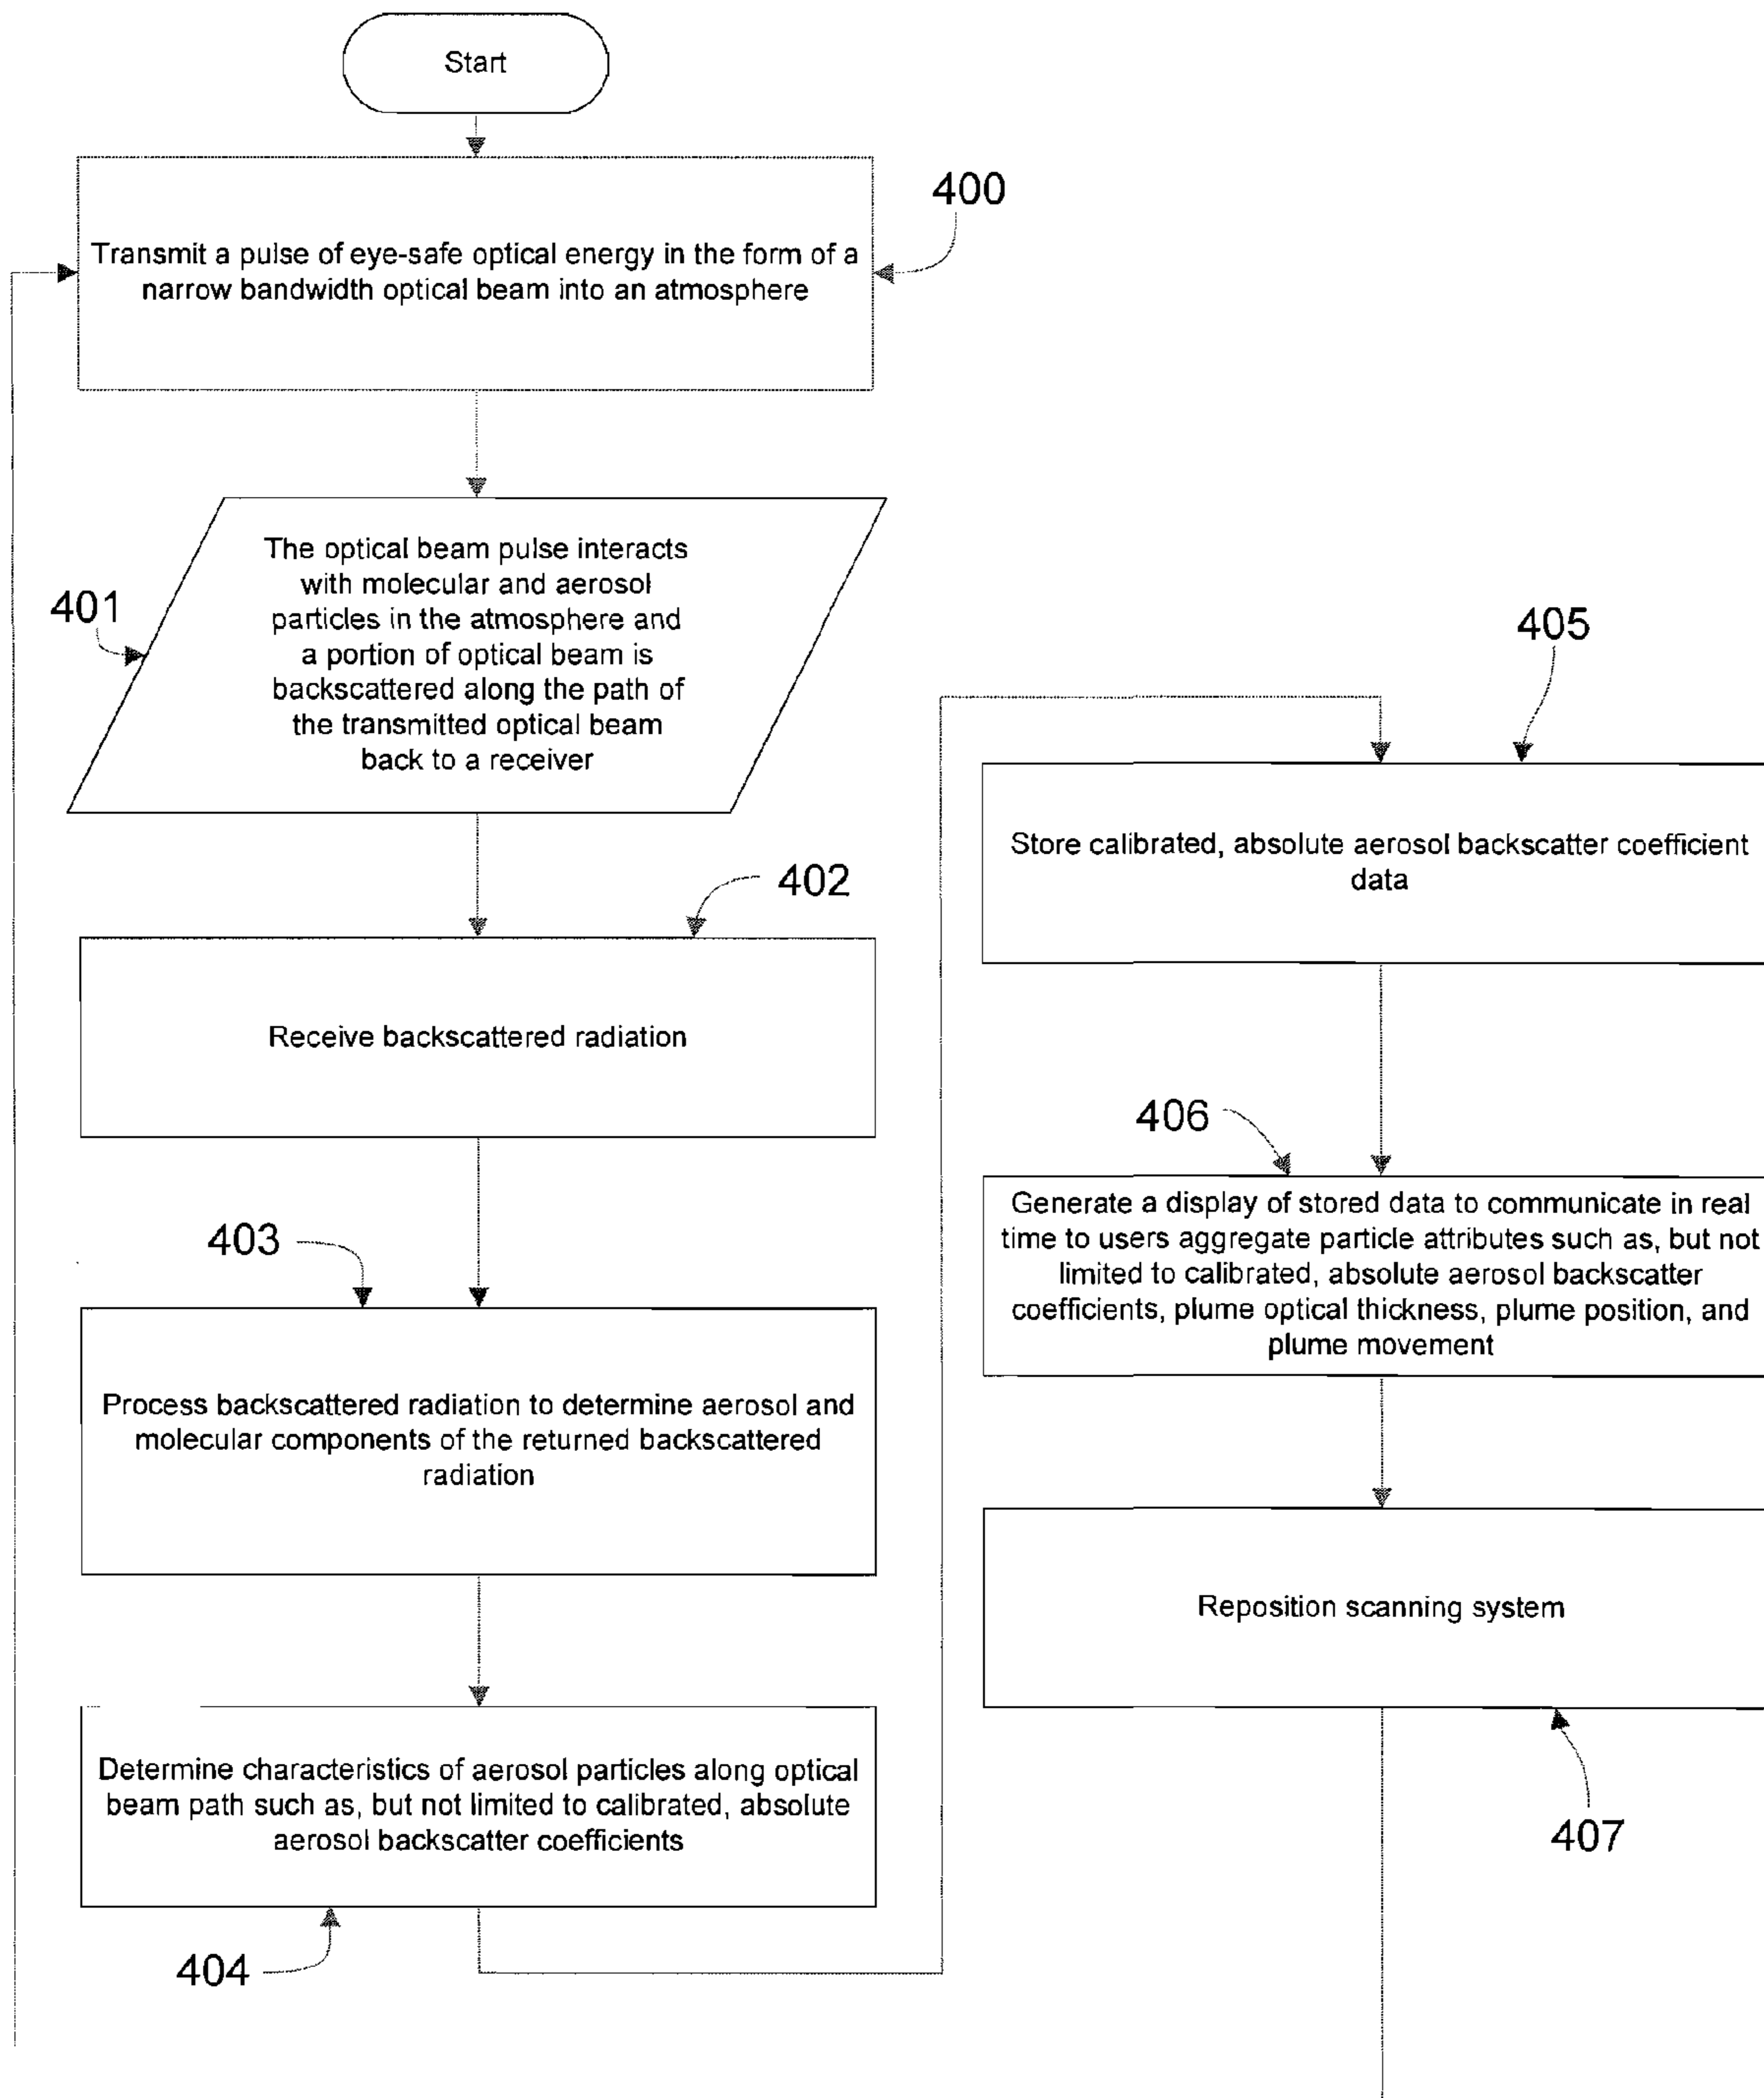 Start
400
Transmit a pulse of eye-safe optical energy in the form of a
narrow bandwidth optical beam into an atmosphere
401
The optical beam pulse interacts
with molecular and aerosol
particles in the atmosphere and
a portion of optical beam is
backscattered along the path of
the transmitted optical beam
back to a receiver
402
Receive backscattered radiation
403
Process backscattered radiation to determine aerosol and
molecular components of the returned backscattered
radiation
Determine characteristics of aerosol particles along optical
beam path such as, but not limited to calibrated, absolute
aerosol backscatter coefficients
404
405
Store calibrated, absolute aerosol backscatter coefficient
data
406
Generate a display of stored data to communicate in real
time to users aggregate particle attributes such as, but not
limited to calibrated, absolute aerosol backscatter
coefficients, plume optical thickness, plume position, and
plume movement
Reposition scanning system
407